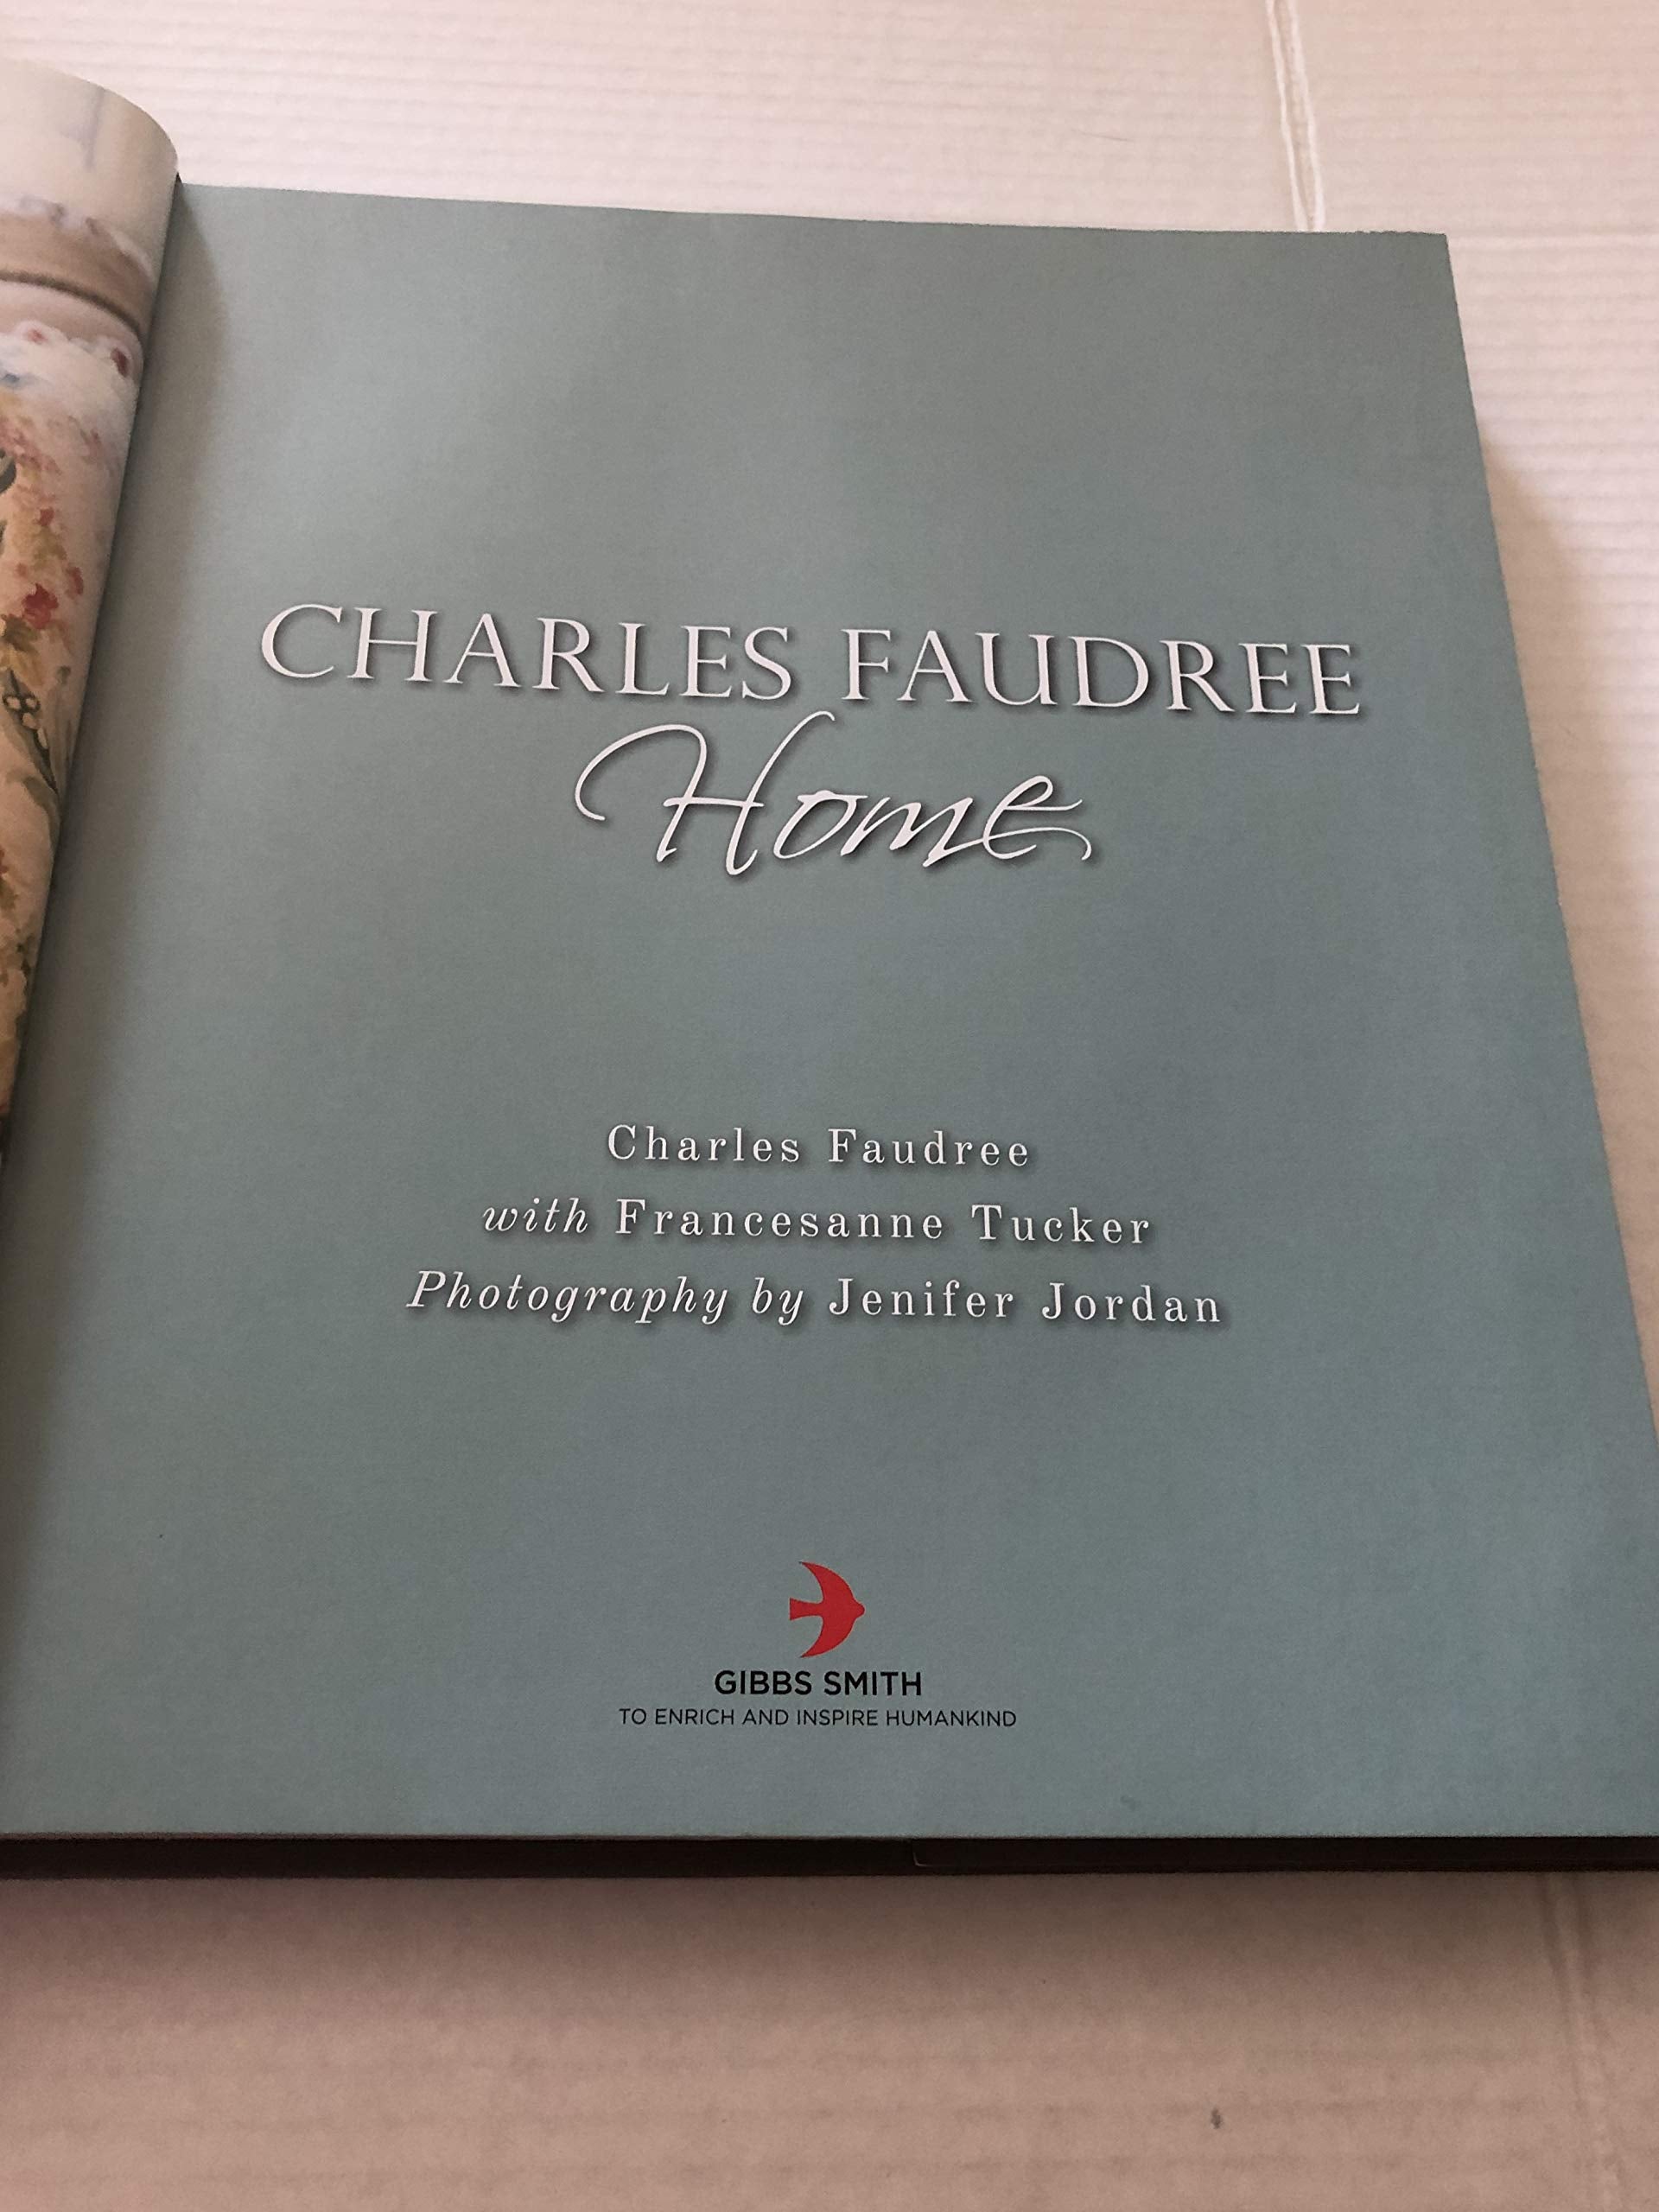 CHARLES FAUDREE
Home
Charles Faudree
with Francesanne Tucker
Photography by Jenifer Jordan
GIBBS SMITH
TO ENRICH AND INSPIRE HUMANKIND